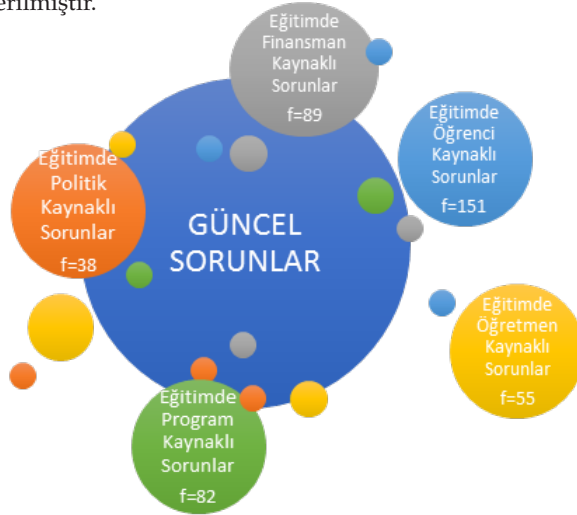 erilmiştir.
Eğitimde
Finansman
Kaynaklı
Sorunlar
f=89
Eğitimde
Öğrenci
Kaynaklı
Sorunlar
f=151
Eğitimde
Politik
Kaynaklı
Sorunlar
f=38
GÜNCEL
SORUNLAR
Eğitimde
Öğretmen
Kaynaklı
Sorunlar
f=55
Eğitimde
Program
Kaynaklı
Sorunlar
f=82